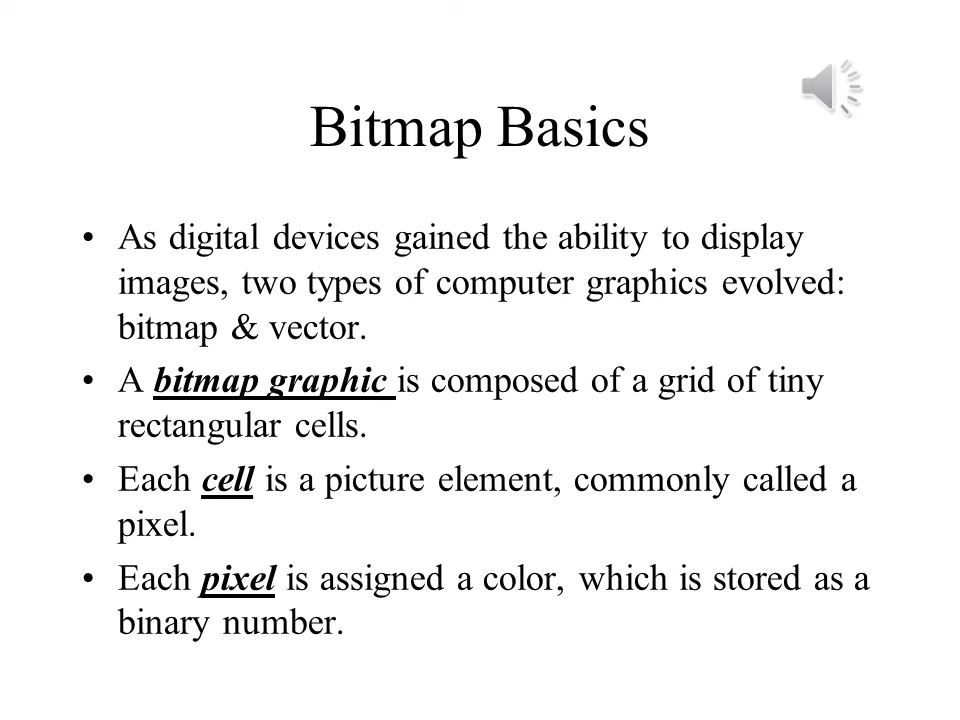 Bitmap Basics
• As digital devices gained the ability to display
images, two types of computer graphics evolved:
bitmap & vector.
• A bitmap graphic is composed of a grid of tiny
rectangular cells.
• Each cell is a picture element, commonly called a
pixel.
• Each pixel is assigned a color, which is stored as a
binary number.